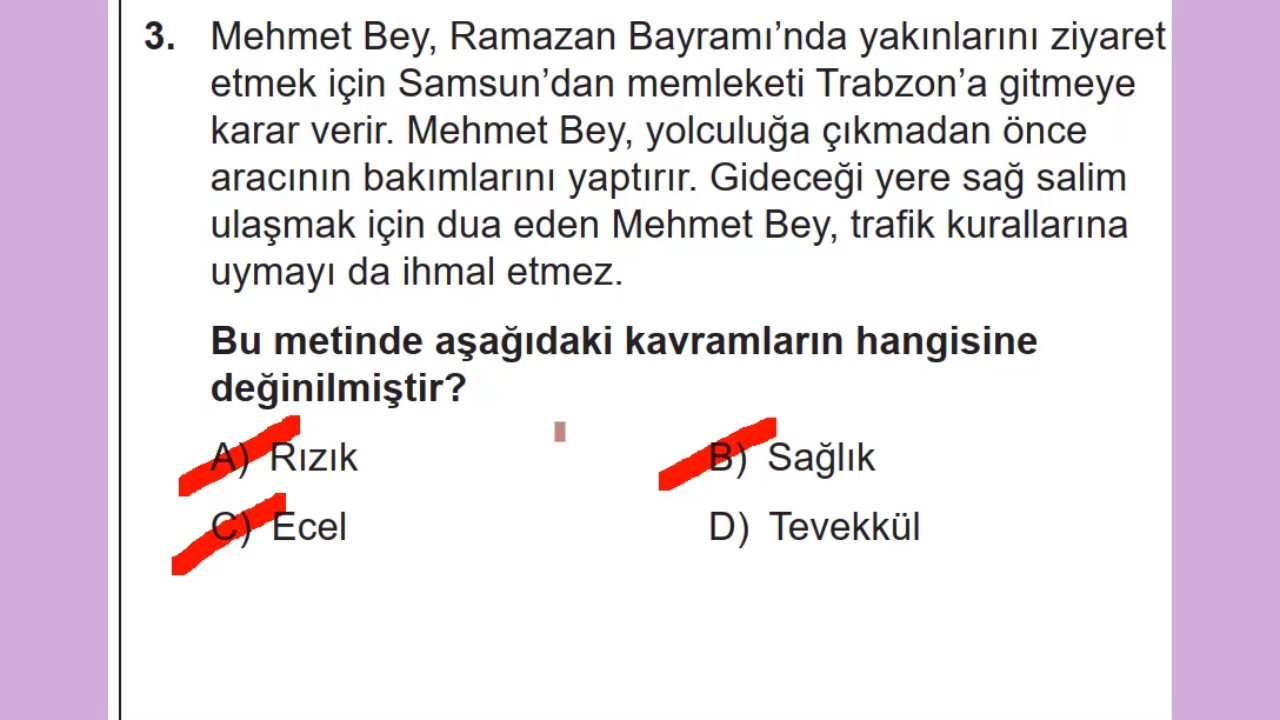 3. Mehmet Bey, Ramazan Bayramı’nda yakınlarını ziyaret
etmek için Samsun’dan memleketi Trabzon’a gitmeye
karar verir. Mehmet Bey, yolculuğa çıkmadan önce
aracının bakımlarını yaptırır. Gideceği yere sağ salim
ulaşmak için dua eden Mehmet Bey, trafik kurallarına
uymayı da ihmal etmez.
Bu metinde aşağıdaki kavramların hangisine
değinilmiştir?
A) Rızık B) Sağlık
C) Ecel D) Tevekkül